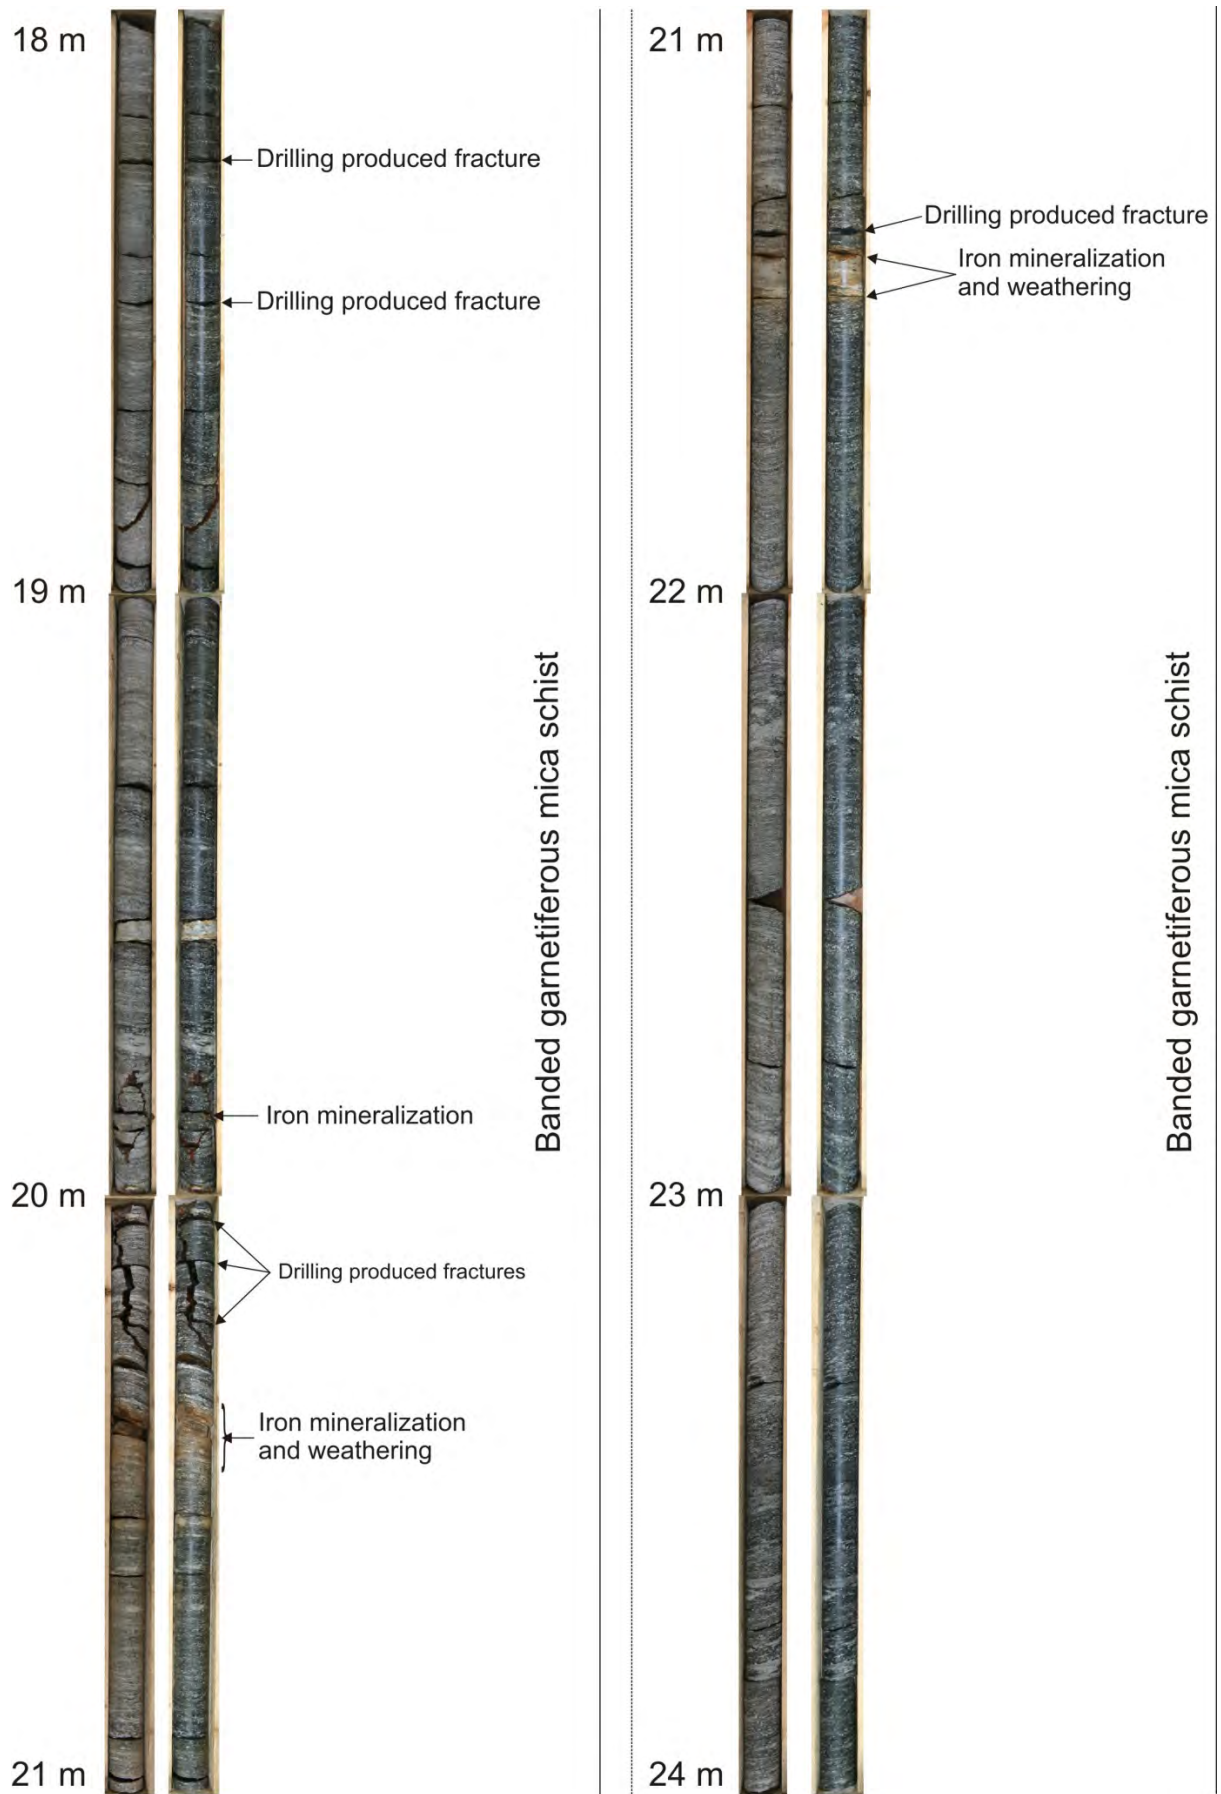 18 m
Drilling produced fracture
Drilling produced fracture
19 m
Banded garnetiferous mica schist
Iron mineralization
20 m
Drilling produced fractures
Iron mineralization
and weathering
21 m
21 m
Drilling produced fracture
Iron mineralization
and weathering
22 m
Banded garnetiferous mica schist
23 m
24 m